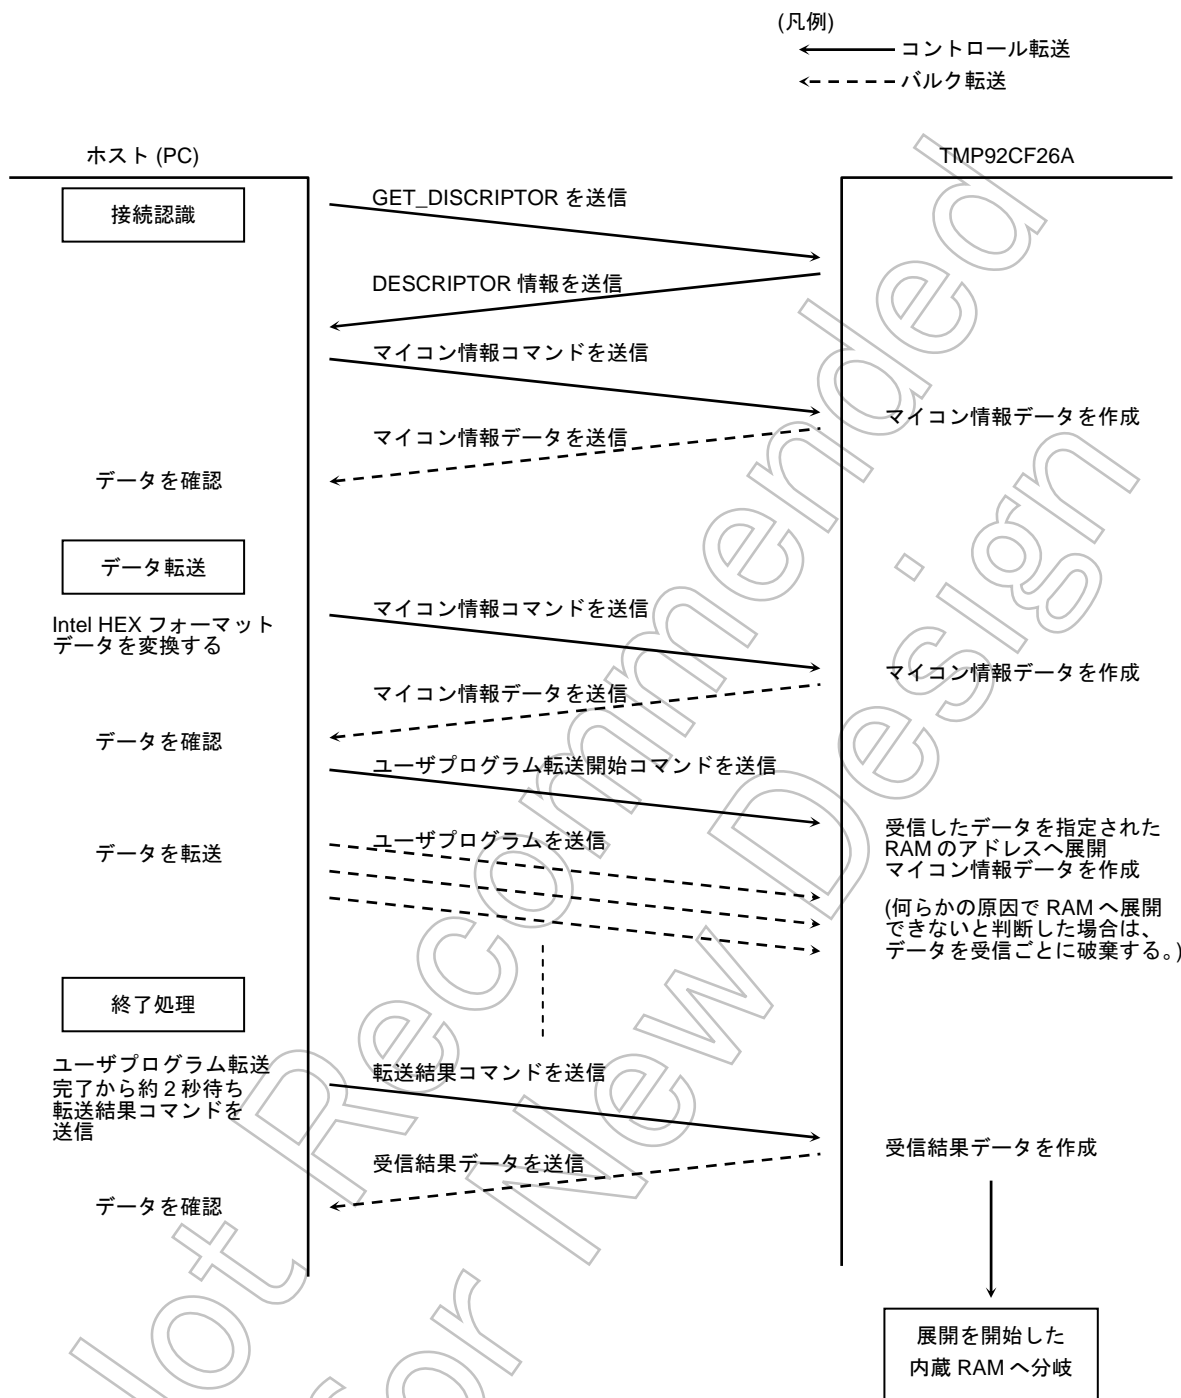 (凡例)
コントロール転送
バルク転送
ホスト (PC)
TMP92CF26A
接続認識
GET_DISCRIPTOR を送信
DESCRIPTOR 情報を送信
マイコン情報コマンドを送信
マイコン情報データを作成
マイコン情報データを送信
データを確認
データ転送
Intel HEX フォーマット
データを変換する
マイコン情報コマンドを送信
マイコン情報データを作成
マイコン情報データを送信
データを確認
ユーザプログラム転送開始コマンドを送信
ユーザプログラムを送信
データを転送
受信したデータを指定された
RAM のアドレスへ展開
マイコン情報データを作成
(何らかの原因で RAM へ展開
できないと判断した場合は、
データを受信ごとに破棄する。)
終了処理
ユーザプログラム転送
完了から約 2 秒待ち
転送結果コマンドを
送信
転送結果コマンドを送信
受信結果データを作成
受信結果データを送信
データを確認
展開を開始した
内蔵 RAM へ分岐
Not Recommended
for New Design